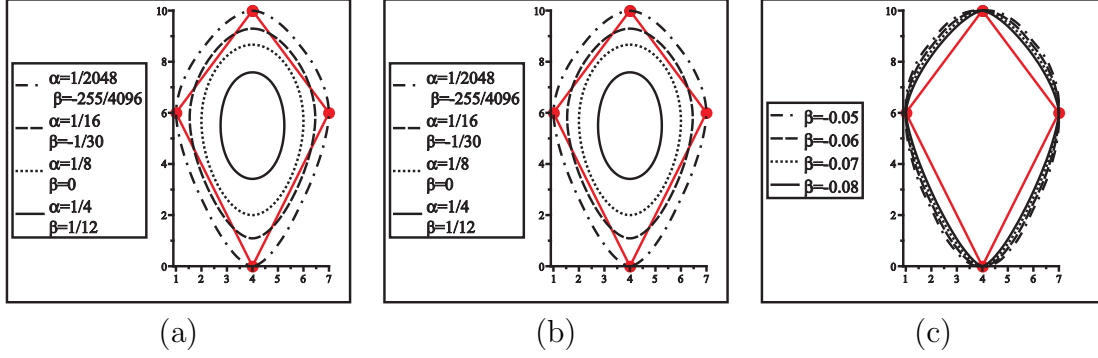 10
8
6
4
2
0
1 2 3 4 5 6 7
α=1/2048
β=-255/4096
α=1/16
β=-1/30
α=1/8
β=0
α=1/4
β=1/12
(a)
10
8
6
4
2
0
1 2 3 4 5 6 7
α=1/2048
β=-255/4096
α=1/16
β=-1/30
α=1/8
β=0
α=1/4
β=1/12
(b)
10
8
6
4
2
0
1 2 3 4 5 6 7
β=-0.05
β=-0.06
β=-0.07
β=-0.08
(c)